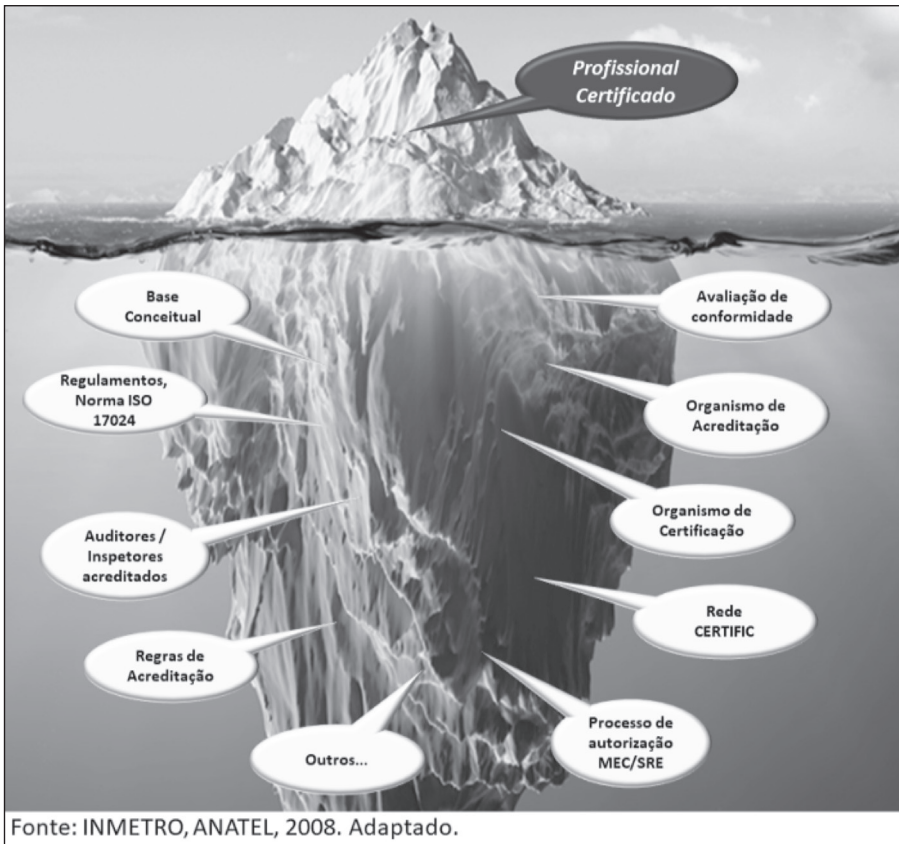 Profissional
Certificado
Base
Conceitual
Avaliação de
conformidade
Regulamentos,
Norma ISO
17024
Organismo de
Acreditação
Auditores /
Inspetores
acreditados
Organismo de
Certificação
Regras de
Acreditação
Rede
CERTIFIC
Outros...
Processo de
autorização
MEC/SRE
Fonte: INMETRO, ANATEL, 2008. Adaptado.